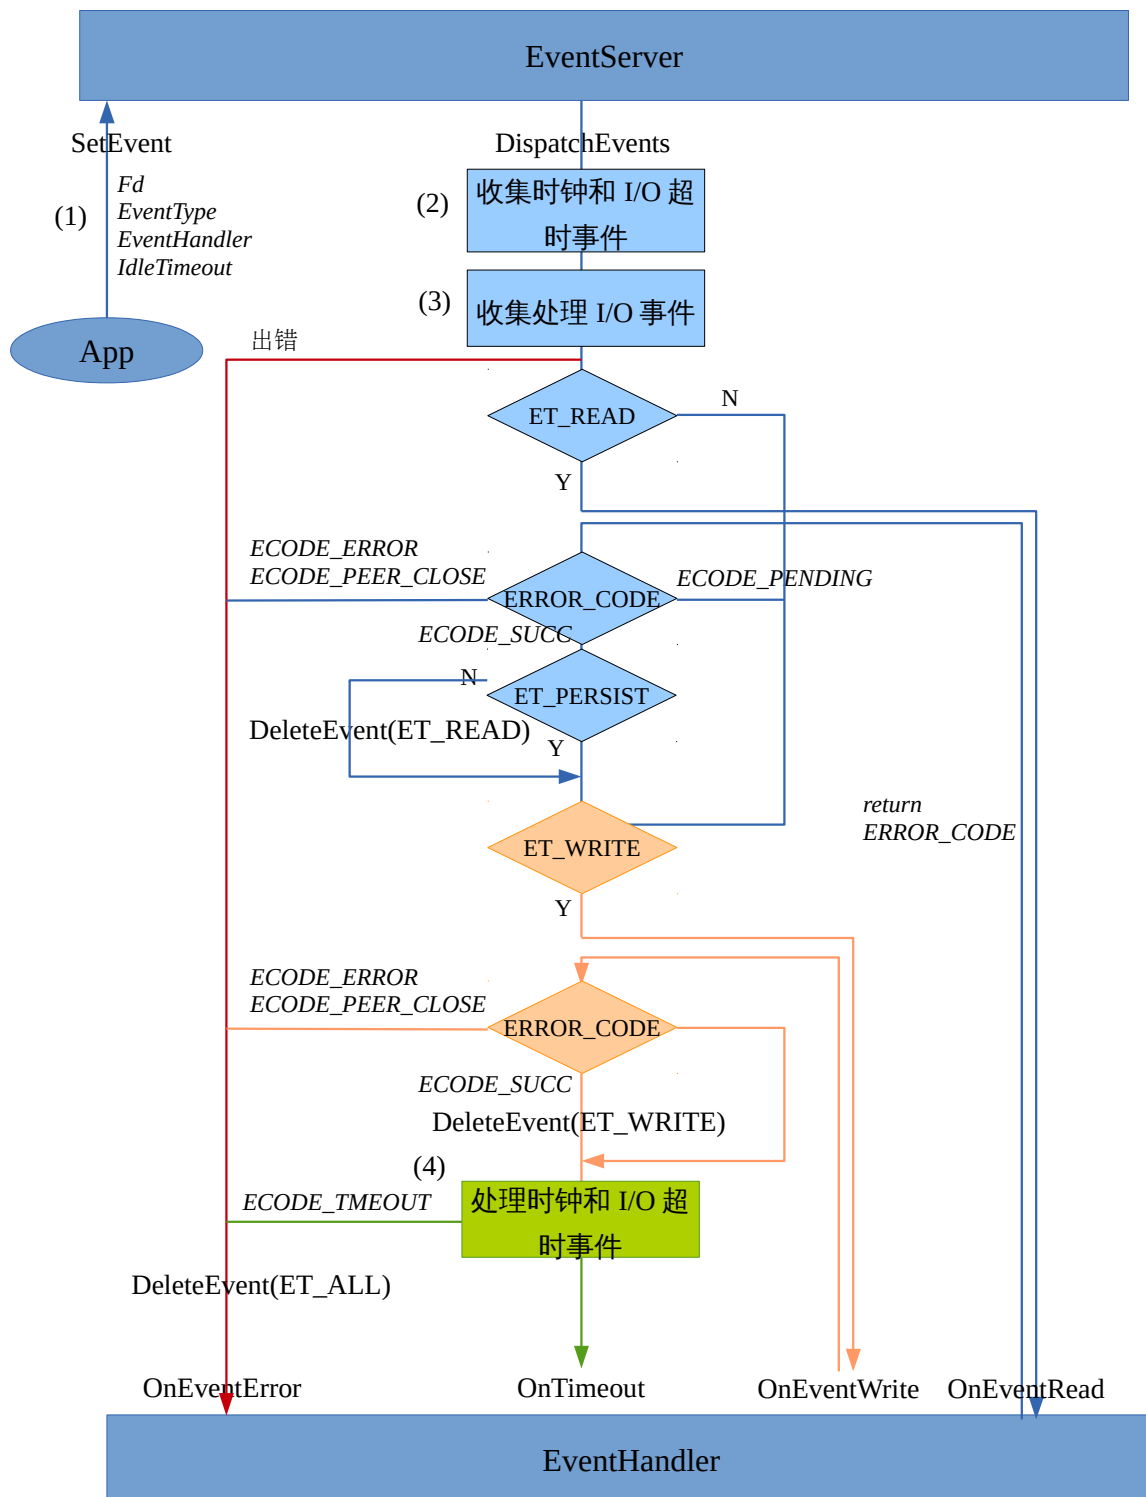 EventServer
SetEvent
DispatchEvents
(1)
Fd
EventType
EventHandler
IdleTimeout
(2)
收集时钟和 I/O 超
时事件
(3)
收集处理 I/O 事件
App
出错
ET_READ
N
Y
ECODE_ERROR
ECODE_PEER_CLOSE
ERROR_CODE
ECODE_PENDING
ECODE_SUCC
N
ET_PERSIST
DeleteEvent(ET_READ)
Y
return
ERROR_CODE
ET_WRITE
Y
ECODE_ERROR
ECODE_PEER_CLOSE
ERROR_CODE
ECODE_SUCC
DeleteEvent(ET_WRITE)
(4)
处理时钟和 I/O 超
时事件
ECODE_TMEOUT
DeleteEvent(ET_ALL)
OnEventError
OnTimeout
OnEventWrite
OnEventRead
EventHandler